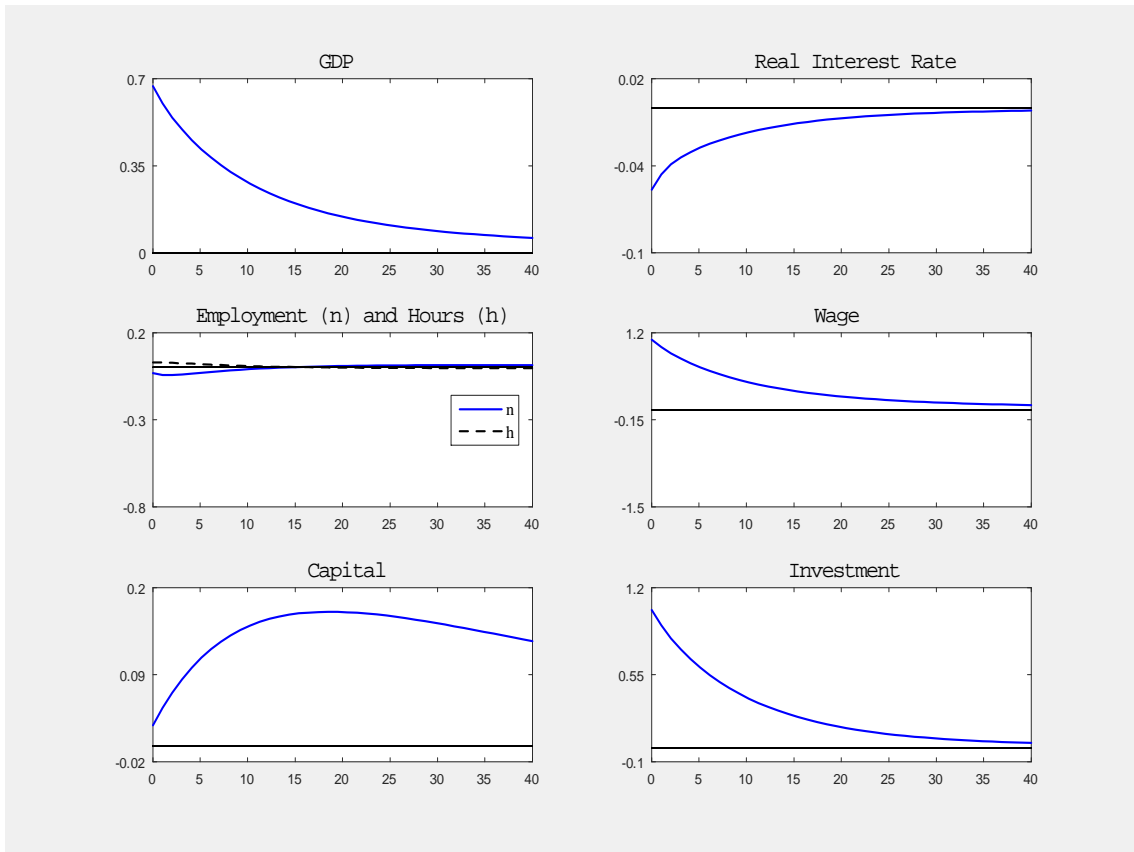 GDP
0.7
0.35
0
0 5 10 15 20 25 30 35 40
Real Interest Rate
0.02
-0.04
-0.1
0 5 10 15 20 25 30 35 40
Employment (n) and Hours (h)
0.2
-0.3
-0.8
n
h
0 5 10 15 20 25 30 35 40
Wage
1.2
-0.15
-1.5
0 5 10 15 20 25 30 35 40
Capital
0.2
0.09
-0.02
0 5 10 15 20 25 30 35 40
Investment
1.2
0.55
-0.1
0 5 10 15 20 25 30 35 40